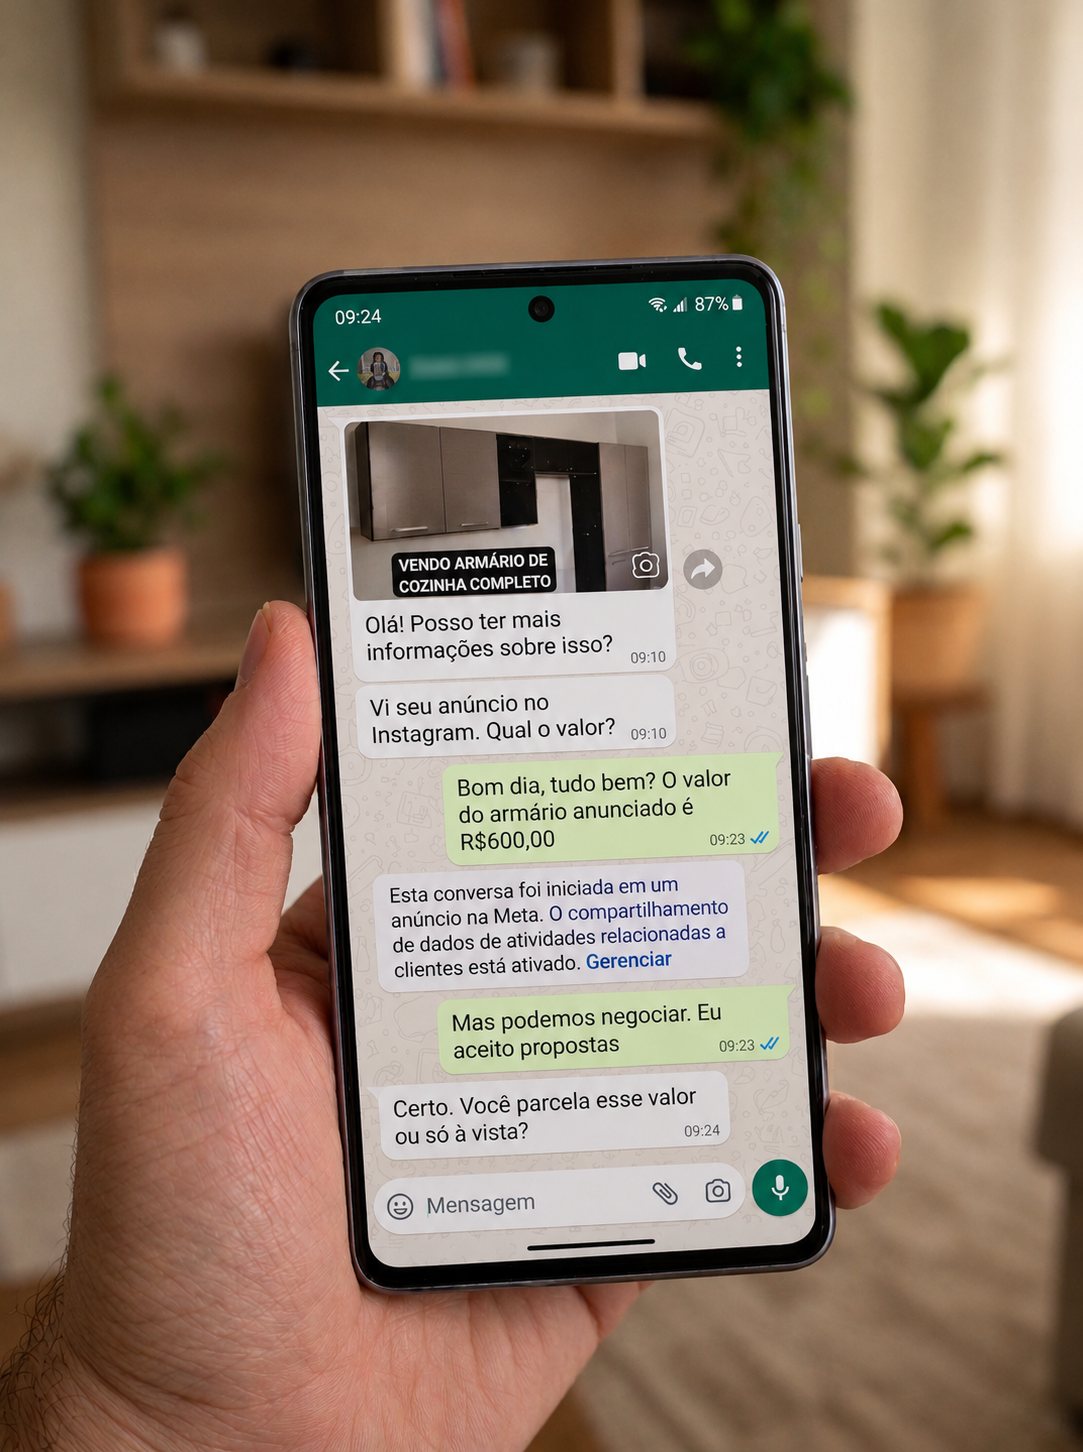 09:24
87%
VENDO ARMÁRIO DE
COZINHA COMPLETO
Olá! Posso ter mais
informações sobre isso?
09:10
Vi seu anúncio no
Instagram. Qual o valor?
09:10
Bom dia, tudo bem? O valor
do armário anunciado é
R$600,00
09:23
Esta conversa foi iniciada em um
anúncio na Meta. O compartilhamento
de dados de atividades relacionadas a
clientes está ativado. Gerenciar
Mas podemos negociar. Eu
aceito propostas
09:23
Certo. Você parcela esse valor
ou só à vista?
09:24
Mensagem